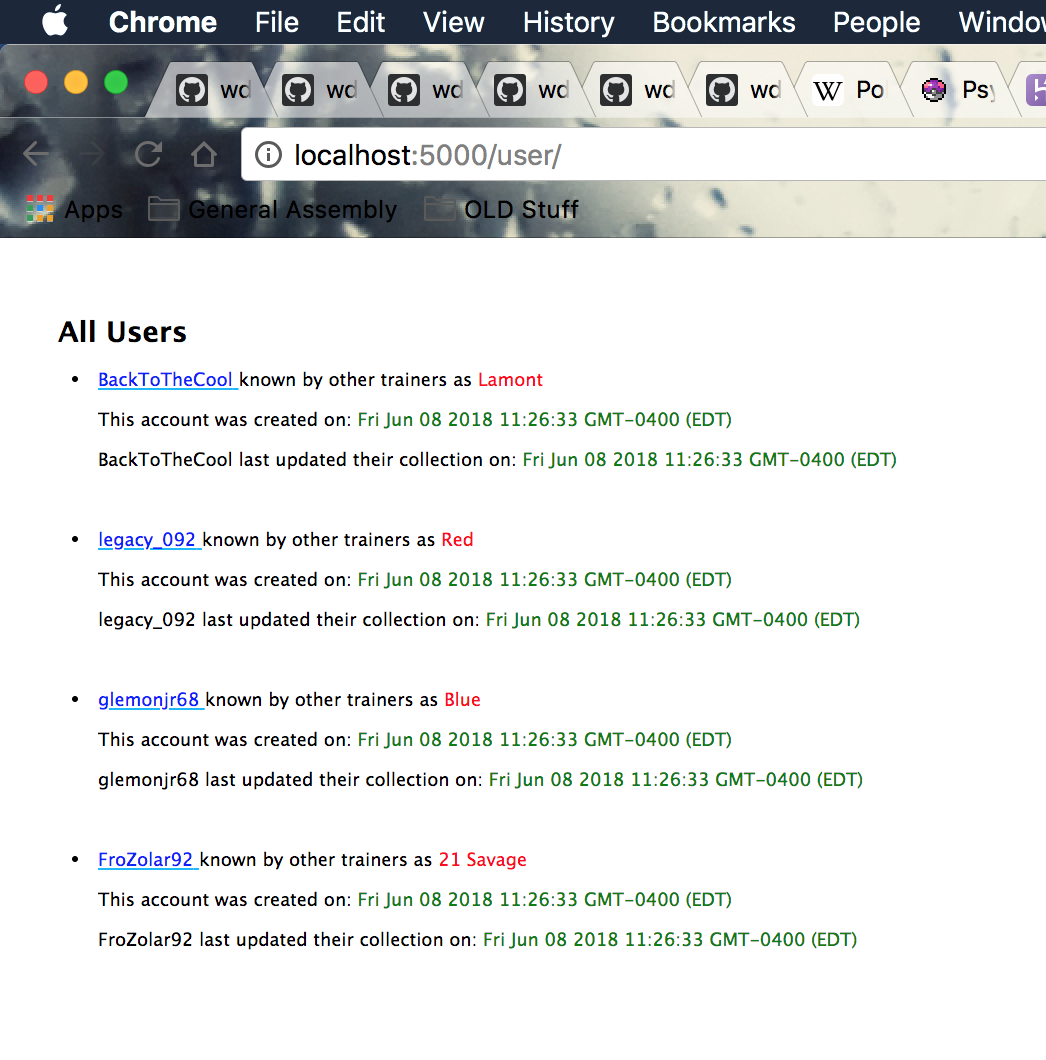 Chrome File Edit View History Bookmarks People
wd wd wd wd wd wd W Po Psy
localhost:5000/user/
Apps General Assembly OLD Stuff
All Users
• BackToTheCool known by other trainers as Lamont
This account was created on: Fri Jun 08 2018 11:26:33 GMT-0400 (EDT)
BackToTheCool last updated their collection on: Fri Jun 08 2018 11:26:33 GMT-0400 (EDT)
• legacy_092 known by other trainers as Red
This account was created on: Fri Jun 08 2018 11:26:33 GMT-0400 (EDT)
legacy_092 last updated their collection on: Fri Jun 08 2018 11:26:33 GMT-0400 (EDT)
• glemonjr68 known by other trainers as Blue
This account was created on: Fri Jun 08 2018 11:26:33 GMT-0400 (EDT)
glemonjr68 last updated their collection on: Fri Jun 08 2018 11:26:33 GMT-0400 (EDT)
• FroZolar92 known by other trainers as 21 Savage
This account was created on: Fri Jun 08 2018 11:26:33 GMT-0400 (EDT)
FroZolar92 last updated their collection on: Fri Jun 08 2018 11:26:33 GMT-0400 (EDT)